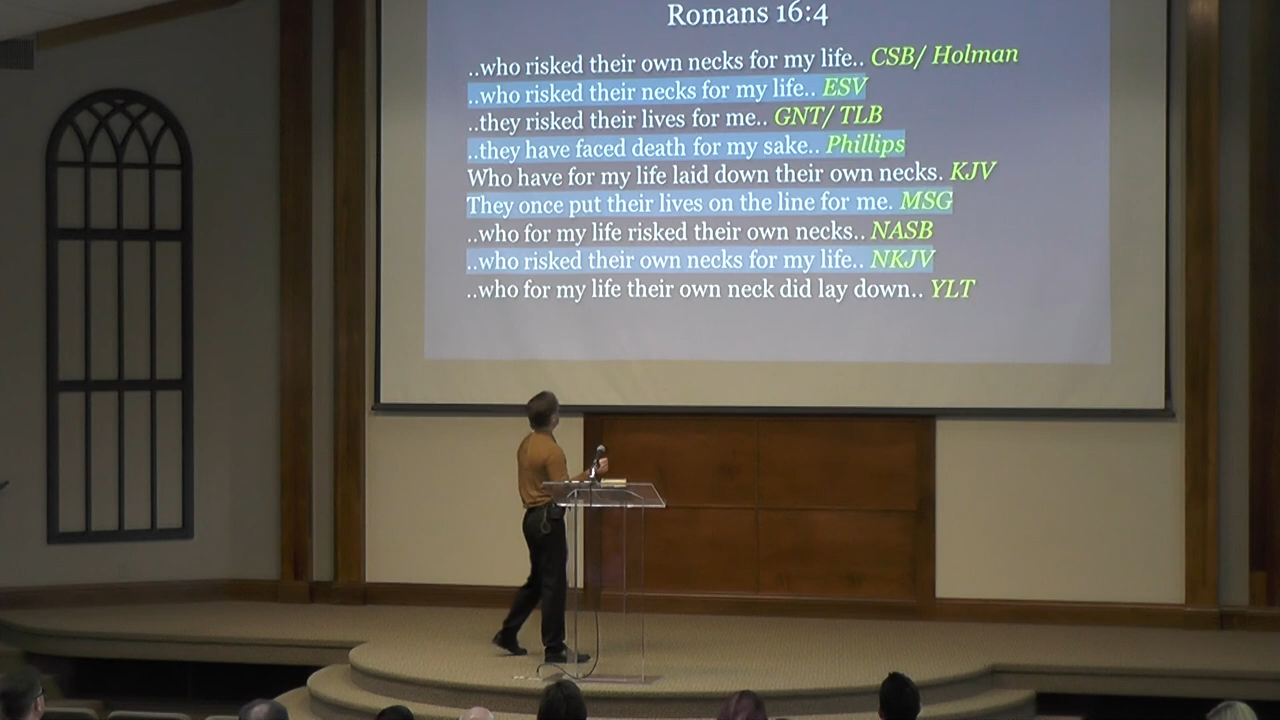 Romans 16:4
..who risked their own necks for my life.. CSB/ Holman
..who risked their necks for my life.. ESV
..they risked their lives for me.. GNT/ TLB
..they have faced death for my sake.. Phillips
Who have for my life laid down their own necks. KJV
They once put their lives on the line for me. MSG
..who for my life risked their own necks.. NASB
..who risked their own necks for my life.. NKJV
..who for my life their own neck did lay down.. YLT